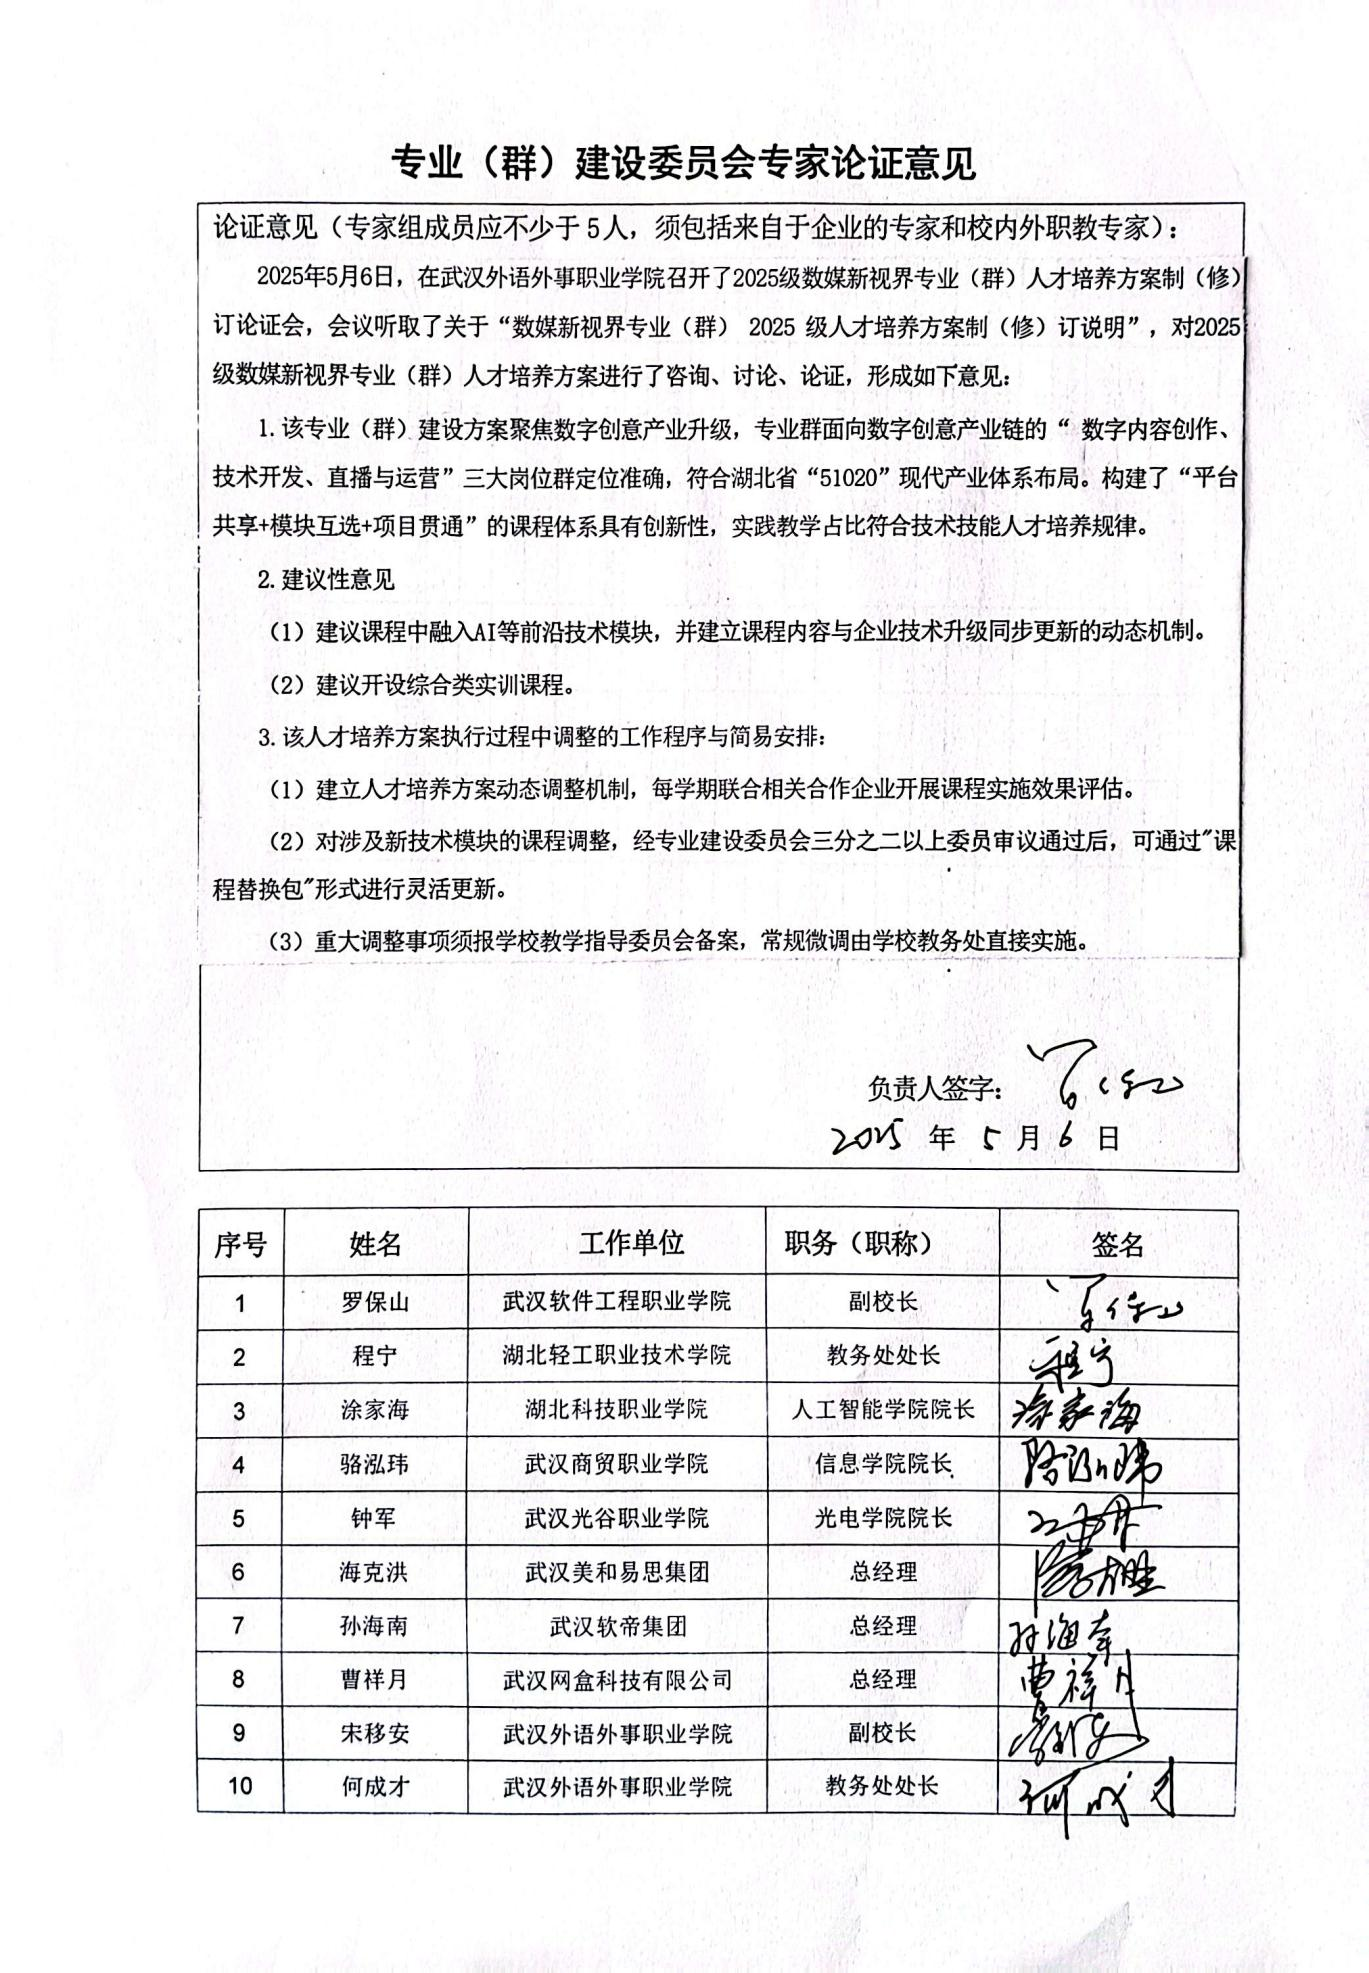 专业（群）建设委员会专家论证意见
论证意见（专家组成员应不少于 5 人，须包括来自于企业的专家和校内外职教专家）：
2025年5月6日，在武汉外语外事职业学院召开了2025级数媒新视界专业（群）人才培养方案制（修）
订论证会，会议听取了关于“数媒新视界专业（群） 2025 级人才培养方案制（修）订说明”，对2025
级数媒新视界专业（群）人才培养方案进行了咨询、讨论、论证，形成如下意见：
1.该专业（群）建设方案聚焦数字创意产业升级，专业群面向数字创意产业链的“ 数字内容创作、
技术开发、直播与运营”三大岗位群定位准确，符合湖北省“51020”现代产业体系布局。构建了“平台
共享+模块互选+项目贯通”的课程体系具有创新性，实践教学占比符合技术技能人才培养规律。
2.建议性意见
（1）建议课程中融入AI等前沿技术模块，并建立课程内容与企业技术升级同步更新的动态机制。
（2）建议开设综合类实训课程。
3.该人才培养方案执行过程中调整的工作程序与简易安排：
（1）建立人才培养方案动态调整机制，每学期联合相关合作企业开展课程实施效果评估。
（2）对涉及新技术模块的课程调整，经专业建设委员会三分之二以上委员审议通过后，可通过"课
程替换包"形式进行灵活更新。
（3）重大调整事项须报学校教学指导委员会备案，常规微调由学校教务处直接实施。
负责人签字：
2025 年 5 月 6 日
序号 姓名 工作单位 职务（职称） 签名
1 罗保山 武汉软件工程职业学院 副校长
2 程宁 湖北轻工职业技术学院 教务处处长 程宁
3 涂家海 湖北科技职业学院 人工智能学院院长 涂家海
4 骆泓玮 武汉商贸职业学院 信息学院院长 骆泓玮
5 钟军 武汉光谷职业学院 光电学院院长
6 海克洪 武汉美和易思集团 总经理
7 孙海南 武汉软帝集团 总经理 孙海南
8 曹祥月 武汉网盒科技有限公司 总经理 曹祥月
9 宋移安 武汉外语外事职业学院 副校长
10 何成才 武汉外语外事职业学院 教务处处长 何成才